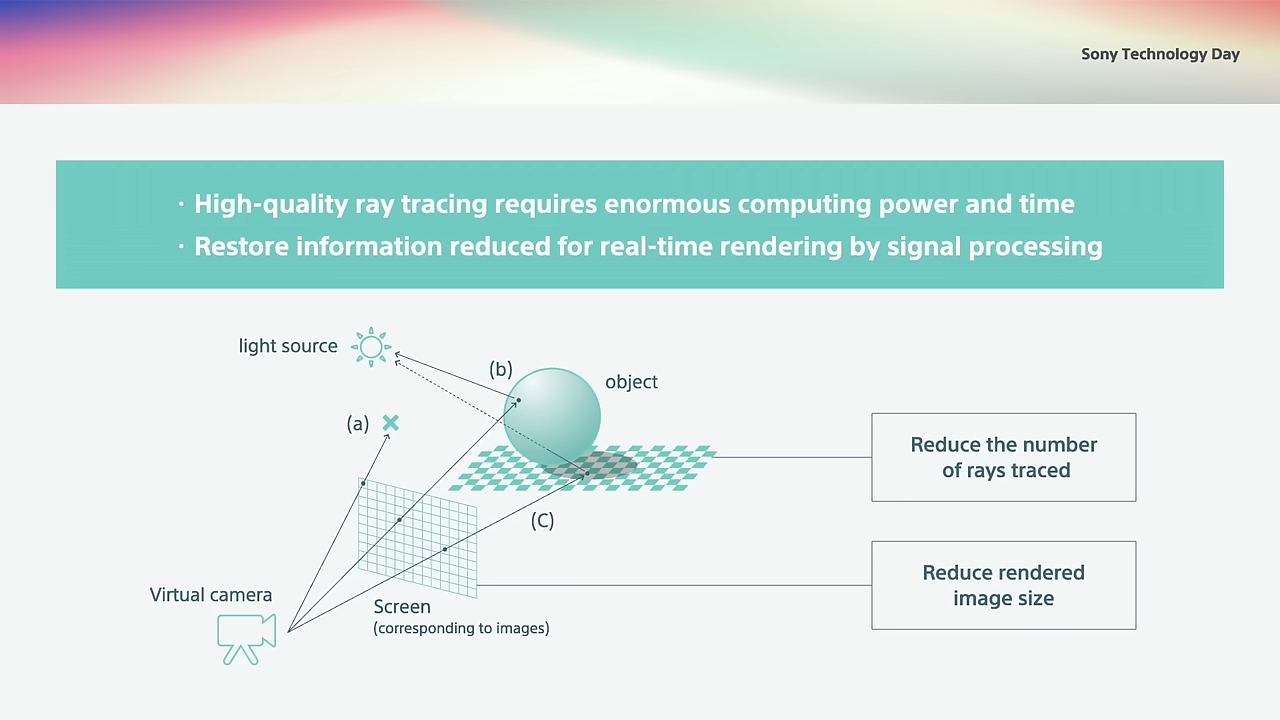 Sony Technology Day
· High-quality ray tracing requires enormous computing power and time
· Restore information reduced for real-time rendering by signal processing
light source
(b)
object
(a)
Reduce the number
of rays traced
(C)
Reduce rendered
image size
Virtual camera
Screen
(corresponding to images)